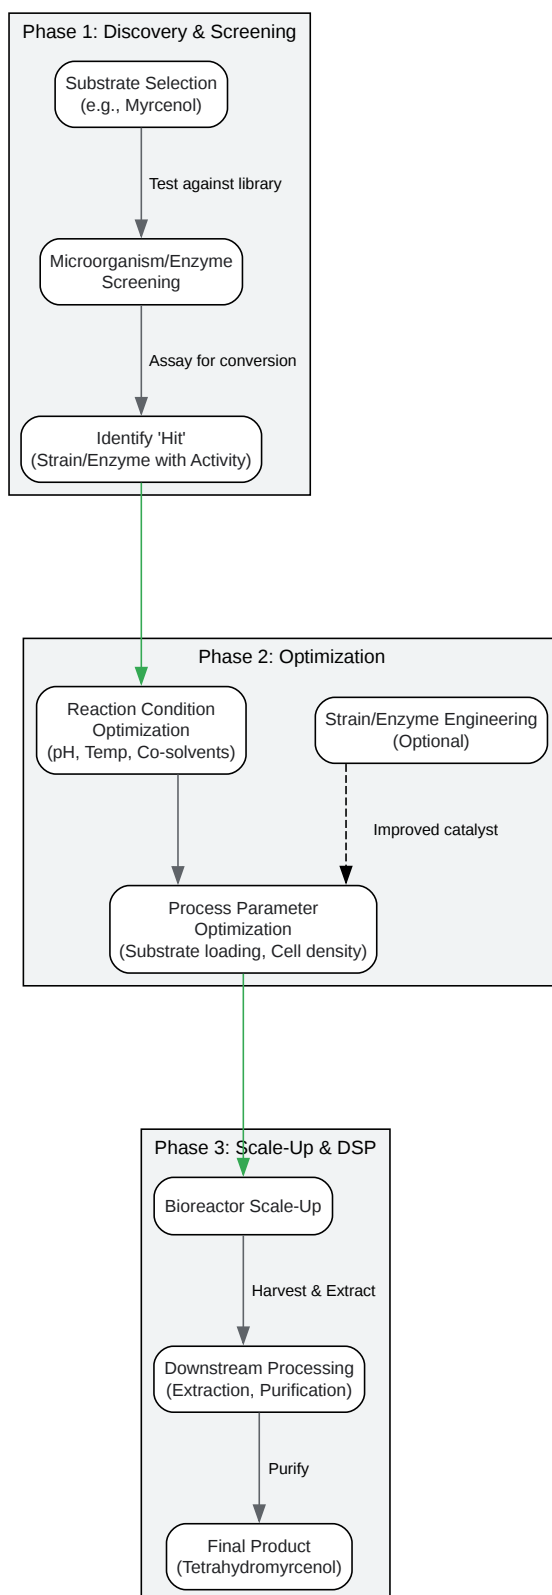 Phase 1: Discovery & Screening
Substrate Selection
(e.g., Myrcenol)
Test against library
Microorganism/Enzyme
Screening
Assay for conversion
Identify 'Hit'
(Strain/Enzyme with Activity)
Phase 2: Optimization
Reaction Condition
Optimization
(pH, Temp, Co-solvents)
Strain/Enzyme Engineering
(Optional)
Improved catalyst
Process Parameter
Optimization
(Substrate loading, Cell density)
Phase 3: Scale-Up & DSP
Bioreactor Scale-Up
Harvest & Extract
Downstream Processing
(Extraction, Purification)
Purify
Final Product
(Tetrahydromyrcenol)